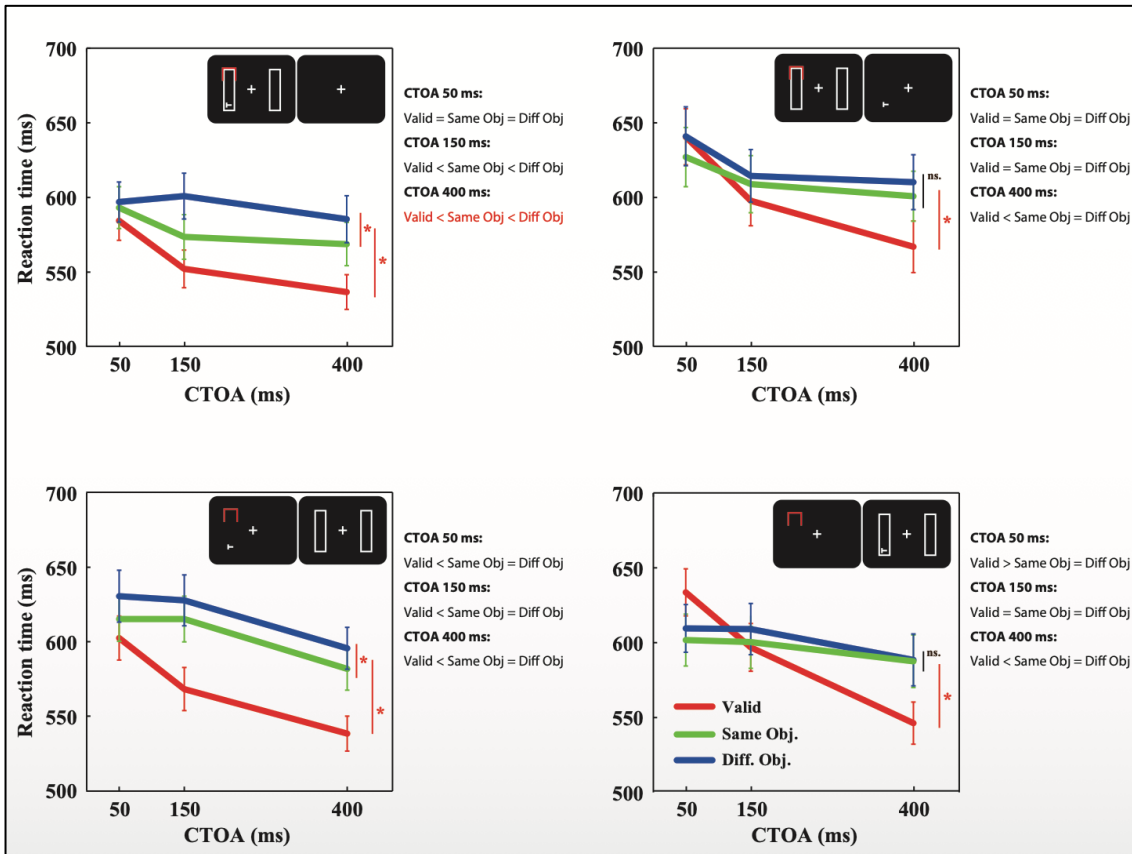 700
650
600
550
500
Reaction time (ms)
50 150 400
CTOA (ms)
*
*
CTOA 50 ms:
Valid = Same Obj = Diff Obj
CTOA 150 ms:
Valid < Same Obj < Diff Obj
CTOA 400 ms:
Valid < Same Obj < Diff Obj
700
650
600
550
500
50 150 400
CTOA (ms)
ns.
*
CTOA 50 ms:
Valid = Same Obj = Diff Obj
CTOA 150 ms:
Valid = Same Obj = Diff Obj
CTOA 400 ms:
Valid < Same Obj = Diff Obj
700
650
600
550
500
Reaction time (ms)
50 150 400
CTOA (ms)
*
*
CTOA 50 ms:
Valid < Same Obj = Diff Obj
CTOA 150 ms:
Valid < Same Obj = Diff Obj
CTOA 400 ms:
Valid < Same Obj = Diff Obj
700
650
600
550
500
Valid
Same Obj.
Diff. Obj.
50 150 400
CTOA (ms)
ns.
*
CTOA 50 ms:
Valid > Same Obj = Diff Obj
CTOA 150 ms:
Valid = Same Obj = Diff Obj
CTOA 400 ms:
Valid < Same Obj = Diff Obj